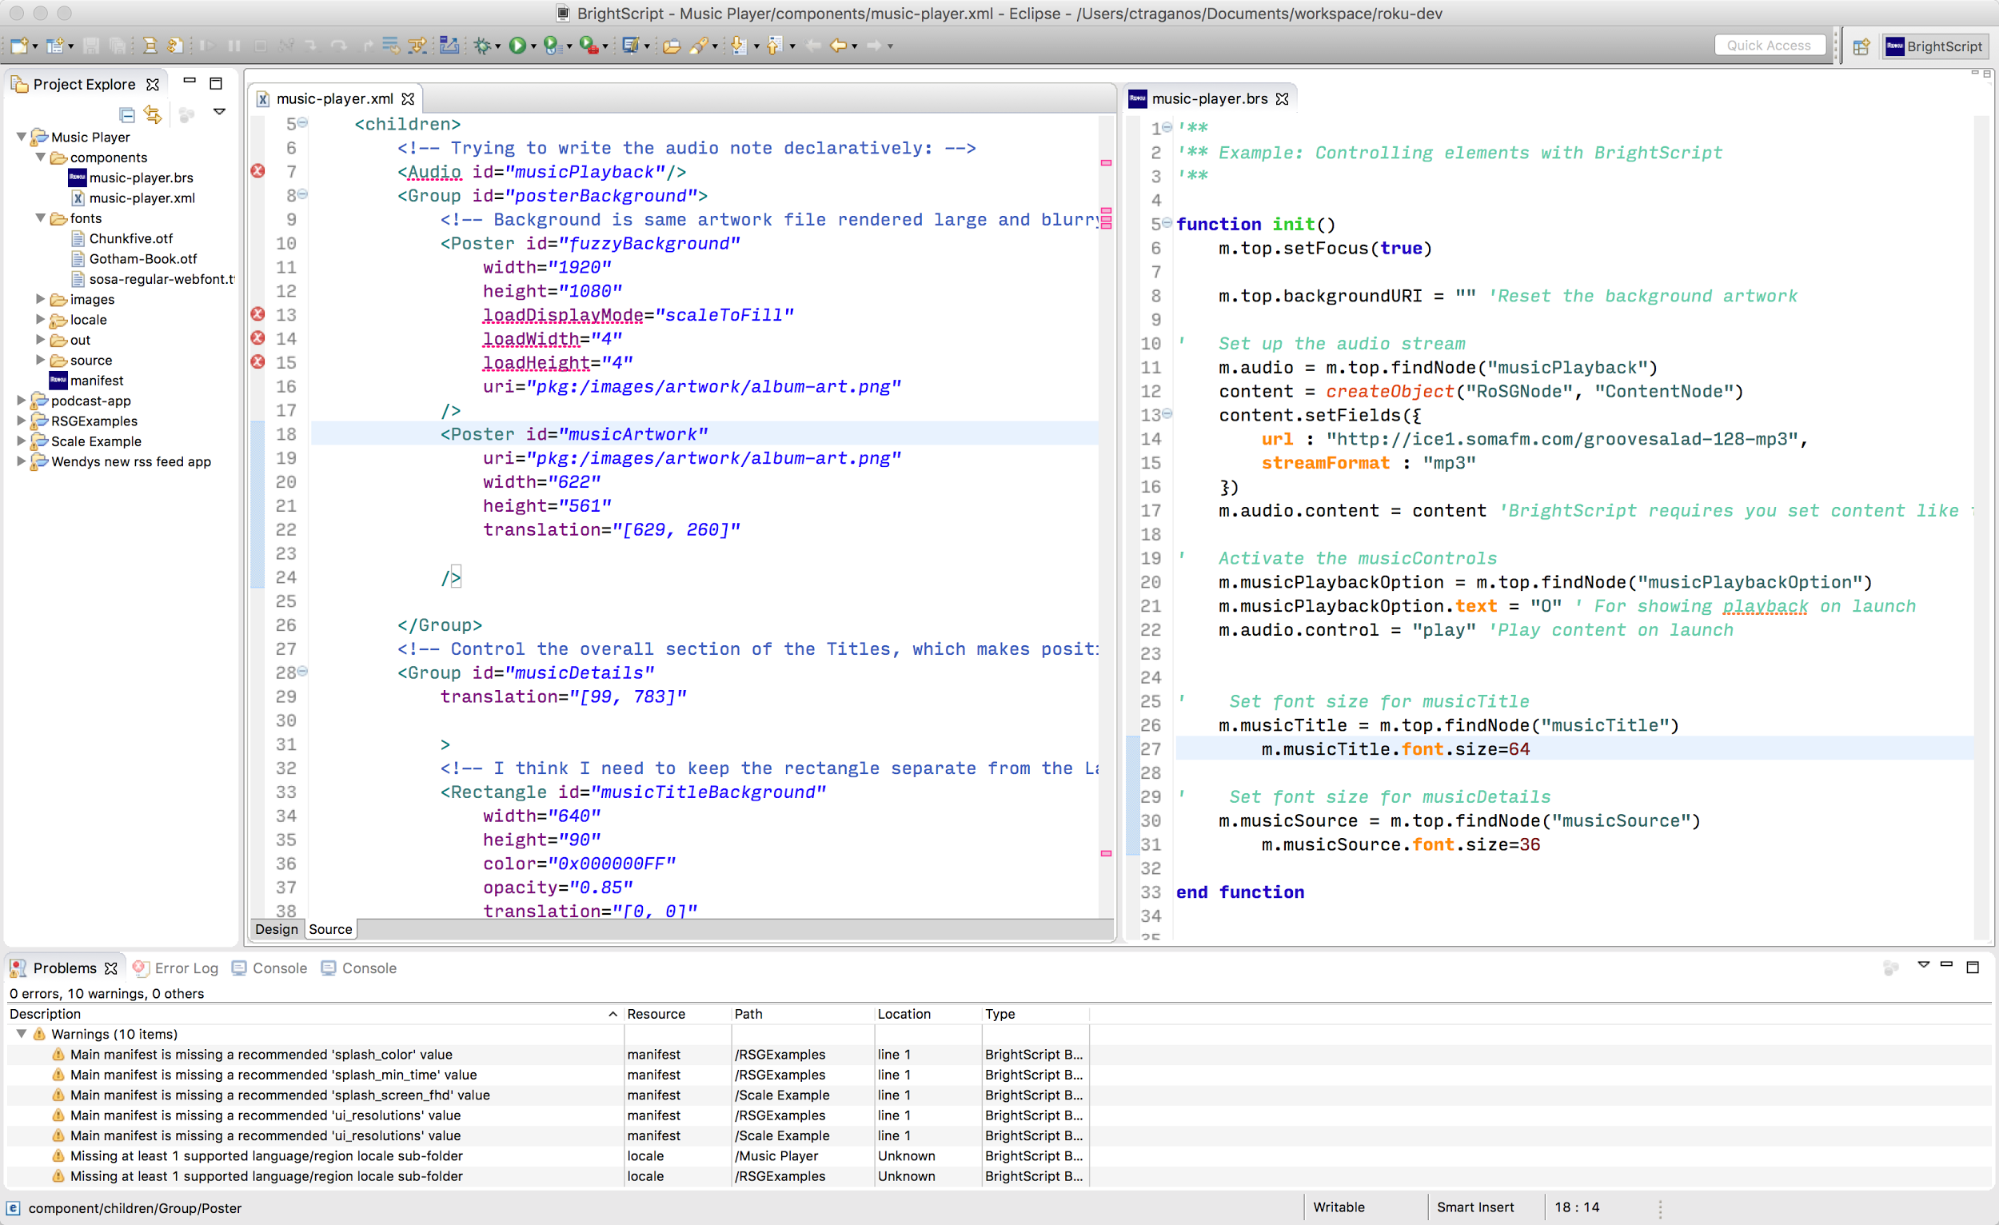 BrightScript - Music Player/components/music-player.xml - Eclipse - /Users/ctraganos/Documents/workspace/roku-dev
Quick Access
BrightScript
Project Explore
Music Player
components
music-player.brs
music-player.xml
fonts
Chunkfive.otf
Gotham-Book.otf
sosa-regular-webfont.t
images
locale
out
source
manifest
podcast-app
RSGExamples
Scale Example
Wendys new rss feed app
music-player.xml
5 <children>
6 <!-- Trying to write the audio note declaratively: -->
7 <Audio id="musicPlayback"/>
8 <Group id="posterBackground">
9 <!-- Background is same artwork file rendered large and blurry
10 <Poster id="fuzzyBackground"
11 width="1920"
12 height="1080"
13 loadDisplayMode="scaleToFill"
14 loadWidth="4"
15 loadHeight="4"
16 uri="pkg:/images/artwork/album-art.png"
17 />
18 <Poster id="musicArtwork"
19 uri="pkg:/images/artwork/album-art.png"
20 width="622"
21 height="561"
22 translation="[629, 260]"
23
24 />
25
26 </Group>
27 <!-- Control the overall section of the Titles, which makes positi
28 <Group id="musicDetails"
29 translation="[99, 783]"
30
31 >
32 <!-- I think I need to keep the rectangle separate from the La
33 <Rectangle id="musicTitleBackground"
34 width="640"
35 height="90"
36 color="0x000000FF"
37 opacity="0.85"
38 translation="[0, 0]"
Design Source
music-player.brs
1 '**
2 '** Example: Controlling elements with BrightScript
3 '**
4
5 function init()
6 m.top.setFocus(true)
7
8 m.top.backgroundURI = "" 'Reset the background artwork
9
10 ' Set up the audio stream
11 m.audio = m.top.findNode("musicPlayback")
12 content = createObject("RoSGNode", "ContentNode")
13 content.setFields({
14 url : "http://ice1.somafm.com/groovesalad-128-mp3",
15 streamFormat : "mp3"
16 })
17 m.audio.content = content 'BrightScript requires you set content like
18
19 ' Activate the musicControls
20 m.musicPlaybackOption = m.top.findNode("musicPlaybackOption")
21 m.musicPlaybackOption.text = "O" ' For showing playback on launch
22 m.audio.control = "play" 'Play content on launch
23
24
25 ' Set font size for musicTitle
26 m.musicTitle = m.top.findNode("musicTitle")
27 m.musicTitle.font.size=64
28
29 ' Set font size for musicDetails
30 m.musicSource = m.top.findNode("musicSource")
31 m.musicSource.font.size=36
32
33 end function
34
35
Problems Error Log Console Console
0 errors, 10 warnings, 0 others
Description Resource Path Location Type
Warnings (10 items)
Main manifest is missing a recommended 'splash_color' value manifest /RSGExamples line 1 BrightScript B...
Main manifest is missing a recommended 'splash_min_time' value manifest /RSGExamples line 1 BrightScript B...
Main manifest is missing a recommended 'splash_screen_fhd' value manifest /Scale Example line 1 BrightScript B...
Main manifest is missing a recommended 'ui_resolutions' value manifest /RSGExamples line 1 BrightScript B...
Main manifest is missing a recommended 'ui_resolutions' value manifest /Scale Example line 1 BrightScript B...
Missing at least 1 supported language/region locale sub-folder locale /Music Player Unknown BrightScript B...
Missing at least 1 supported language/region locale sub-folder locale /RSGExamples Unknown BrightScript B...
component/children/Group/Poster Writable Smart Insert 18 : 14